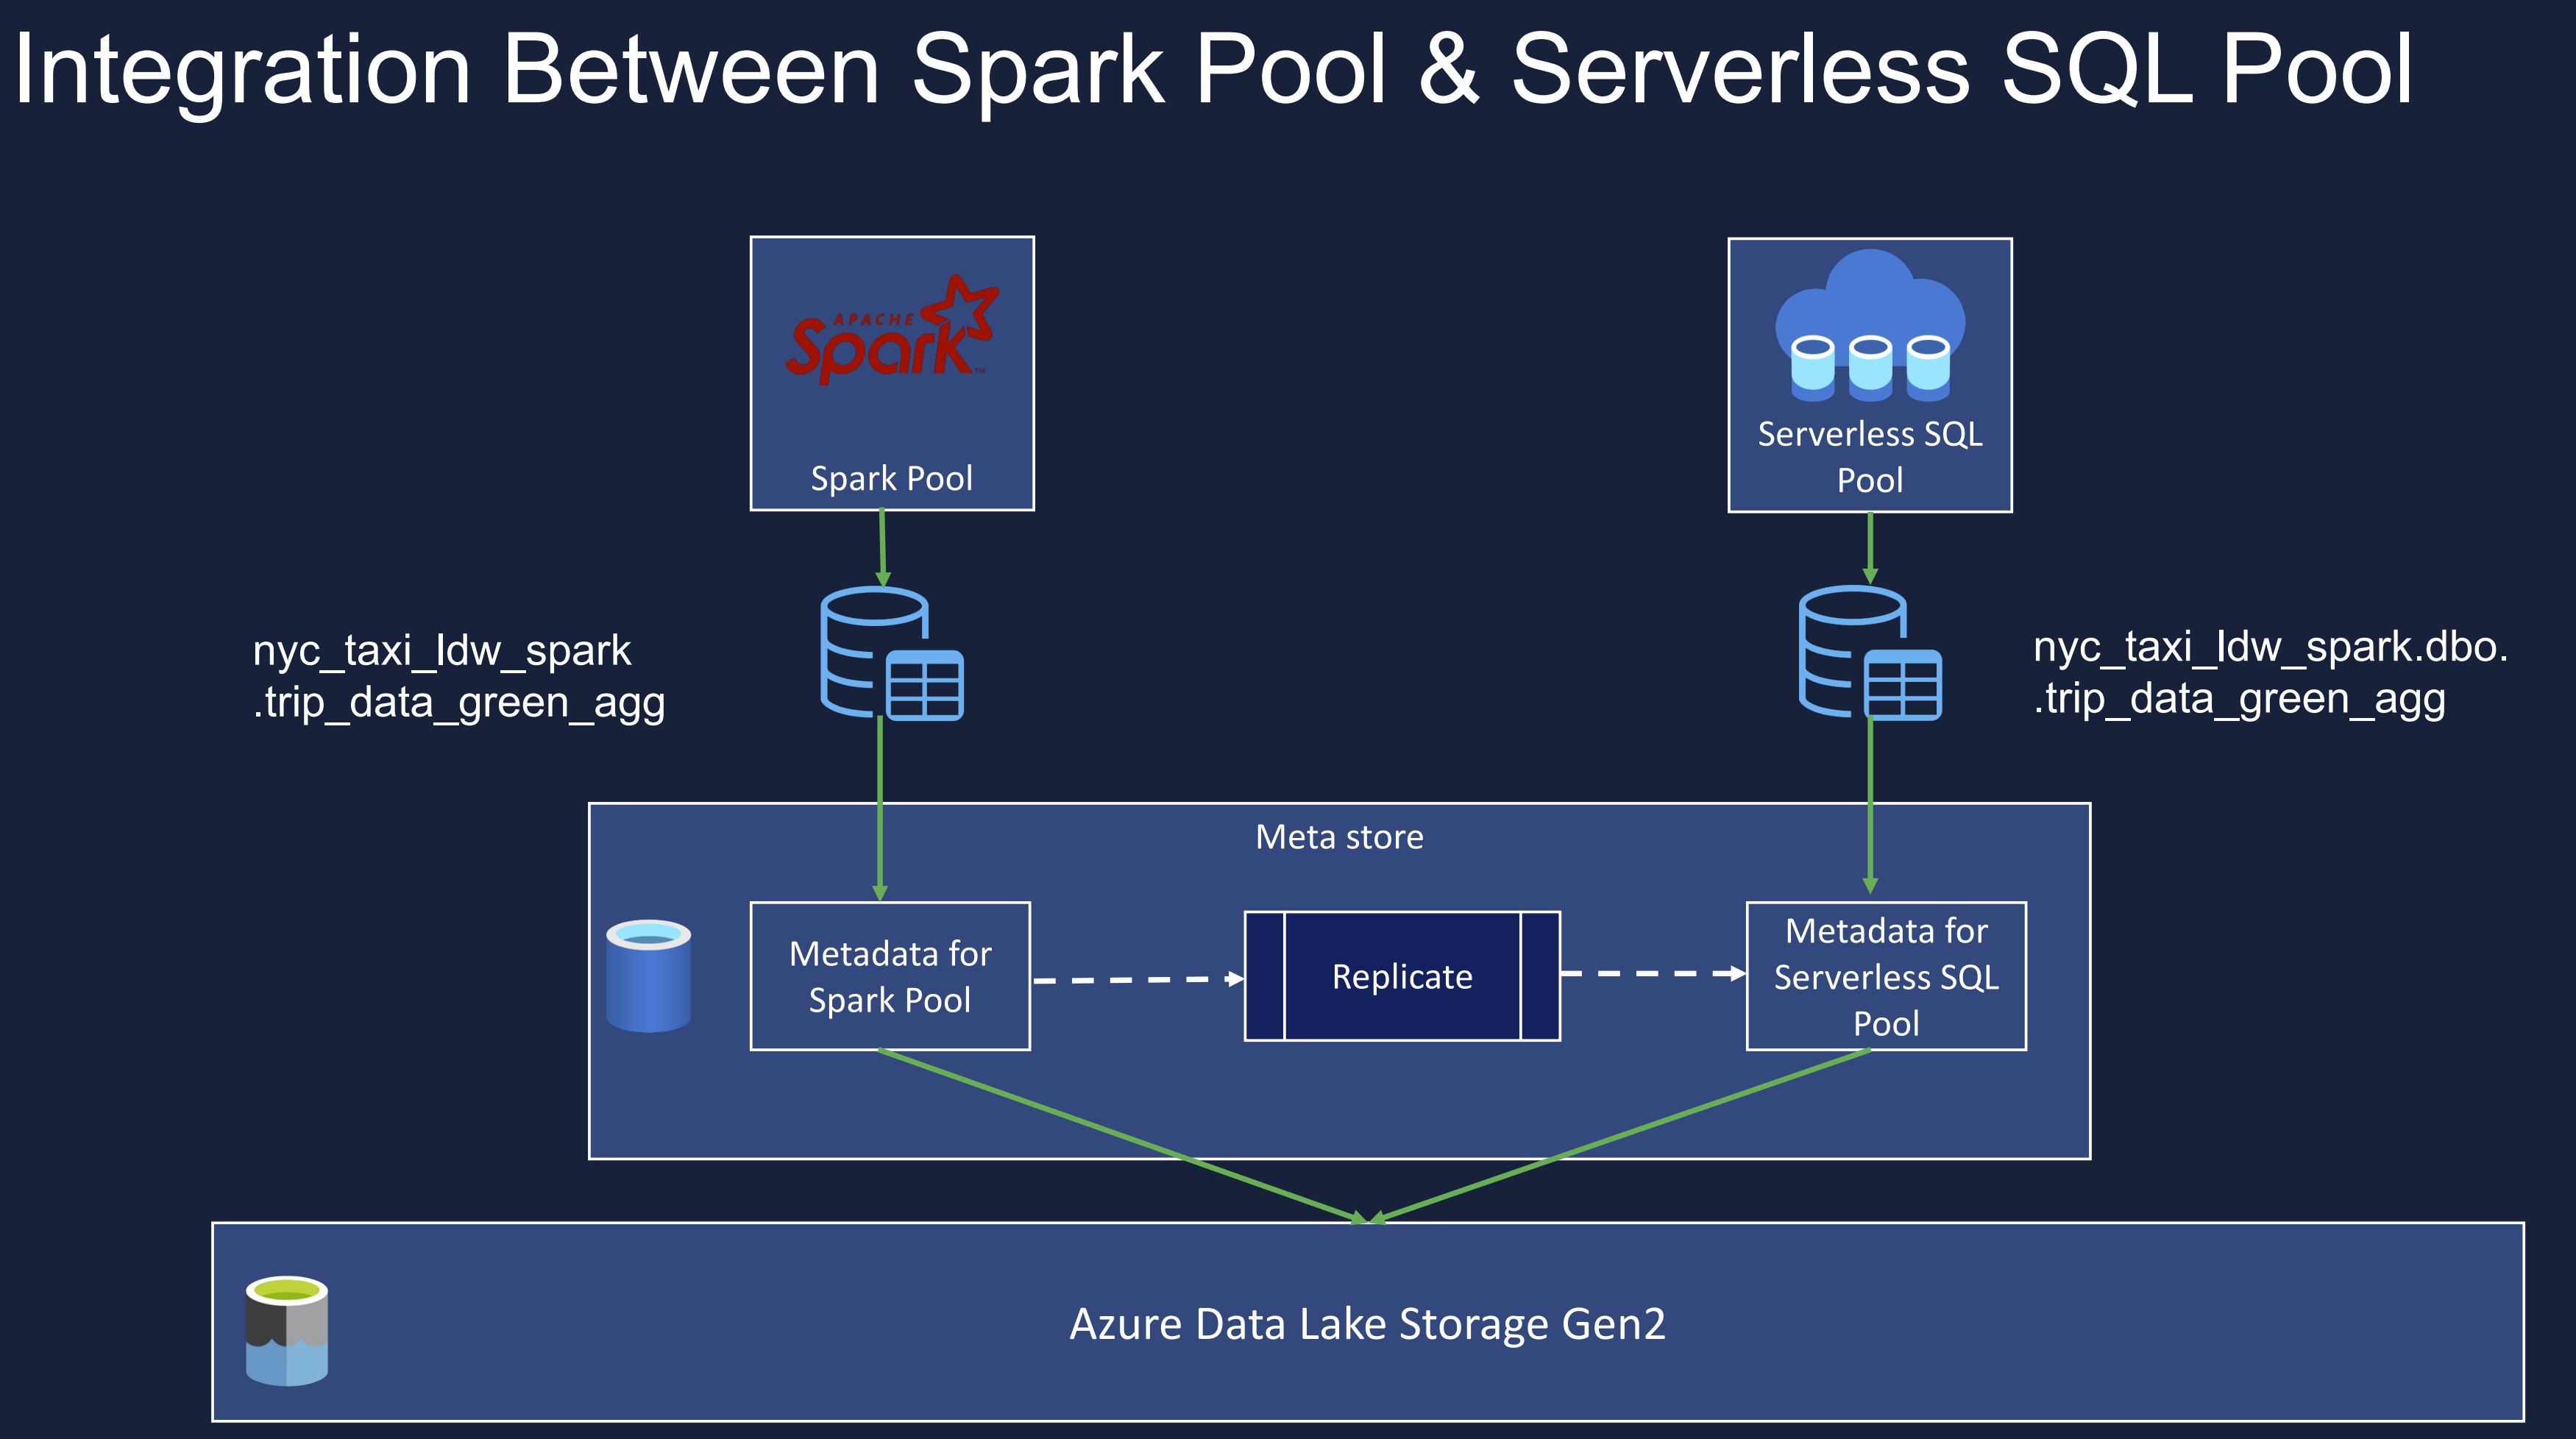 Integration Between Spark Pool & Serverless SQL Pool
APACHE
Spark
TM
Spark Pool
Serverless SQL
Pool
nyc_taxi_ldw_spark
.trip_data_green_agg
nyc_taxi_ldw_spark.dbo.
.trip_data_green_agg
Meta store
Metadata for
Spark Pool
Replicate
Metadata for
Serverless SQL
Pool
Azure Data Lake Storage Gen2